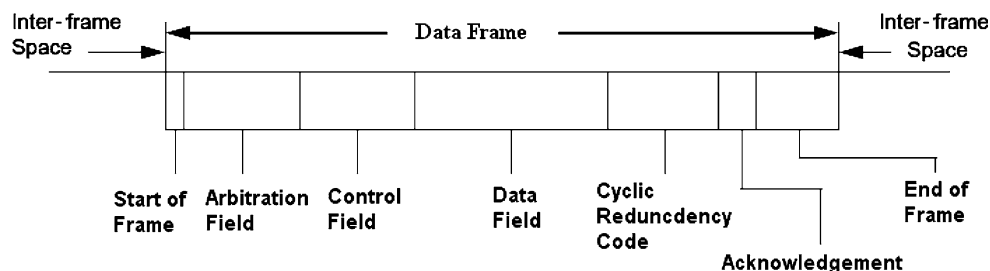 Inter-frame
Space
Data Frame
Inter-frame
Space
Start of
Frame
Arbitration
Field
Control
Field
Data
Field
Cyclic
Reduncdency
Code
Acknowledgement
End of
Frame